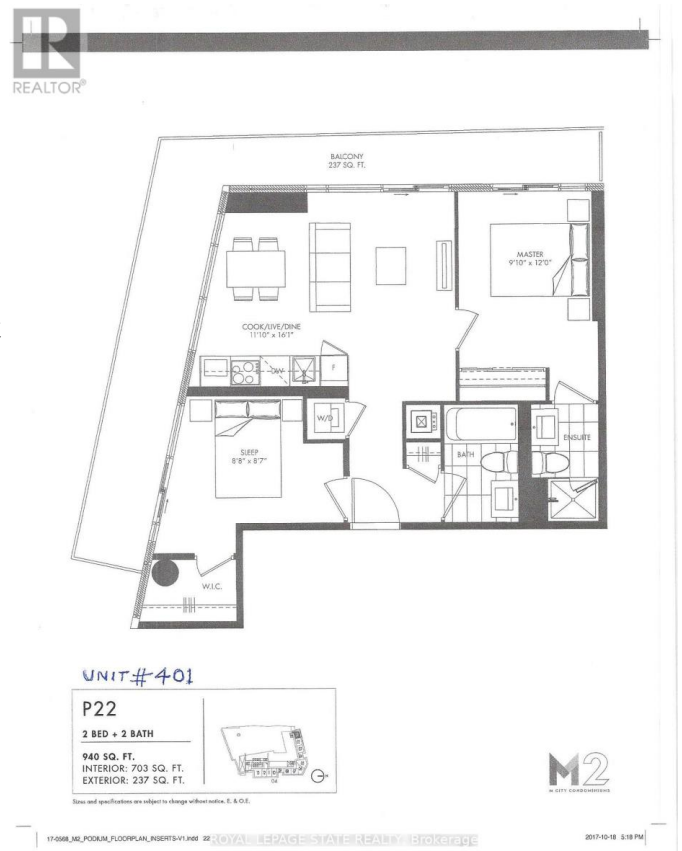 R
REALTOR®
BALCONY
237 SQ. FT.
MASTER
9'10" x 12'0"
COOK/LIVE/DINE
11'10" x 16'1"
DW
F
W/D
SLEEP
8'8" x 8'7"
BATH
ENSUITE
W.I.C.
UNIT #401
P22
2 BED + 2 BATH
940 SQ. FT.
INTERIOR: 703 SQ. FT.
EXTERIOR: 237 SQ. FT.
M2
M CITY CONDOMINIUMS
Sizes and specifications are subject to change without notice. E. & O.E.
17-0568_M2_PODIUM_FLOORPLAN_INSERTS-V1.indd 22
ROYAL LEPAGE STATE REALTY, Brokerage
2017-10-18 5:18 PM